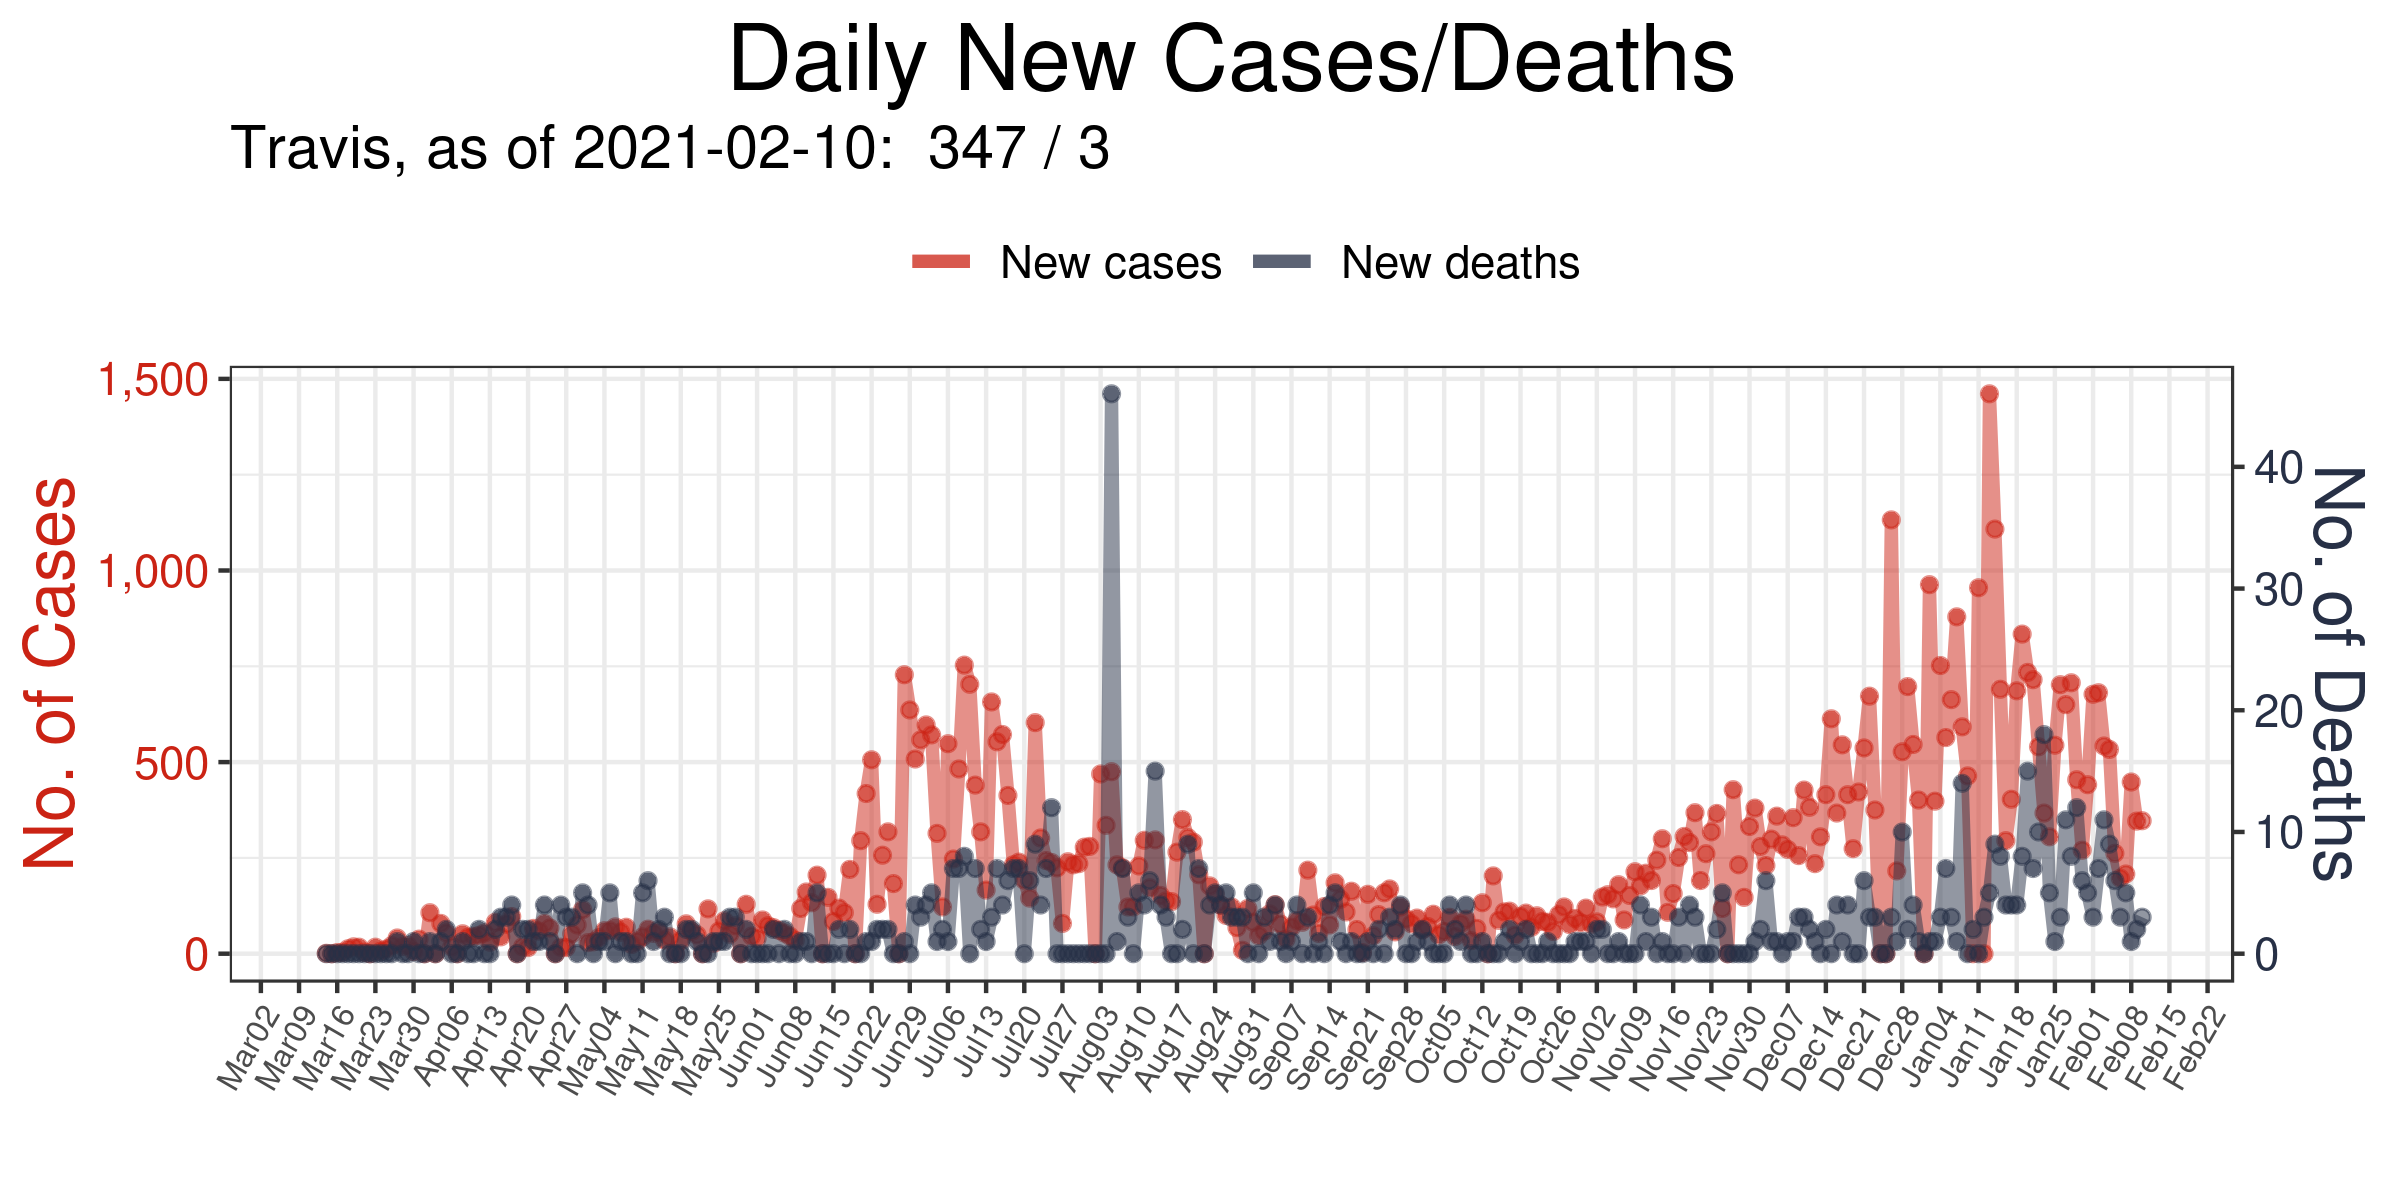 Daily New Cases/Deaths
Travis, as of 2021-02-10:  347 / 3
New cases
New deaths
No. of Cases
1,500
1,000
500
0
No. of Deaths
40
30
20
10
0
Mar02
Mar09
Mar16
Mar23
Mar30
Apr06
Apr13
Apr20
Apr27
May04
May11
May18
May25
Jun01
Jun08
Jun15
Jun22
Jun29
Jul06
Jul13
Jul20
Jul27
Aug03
Aug10
Aug17
Aug24
Aug31
Sep07
Sep14
Sep21
Sep28
Oct05
Oct12
Oct19
Oct26
Nov02
Nov09
Nov16
Nov23
Nov30
Dec07
Dec14
Dec21
Dec28
Jan04
Jan11
Jan18
Jan25
Feb01
Feb08
Feb15
Feb22